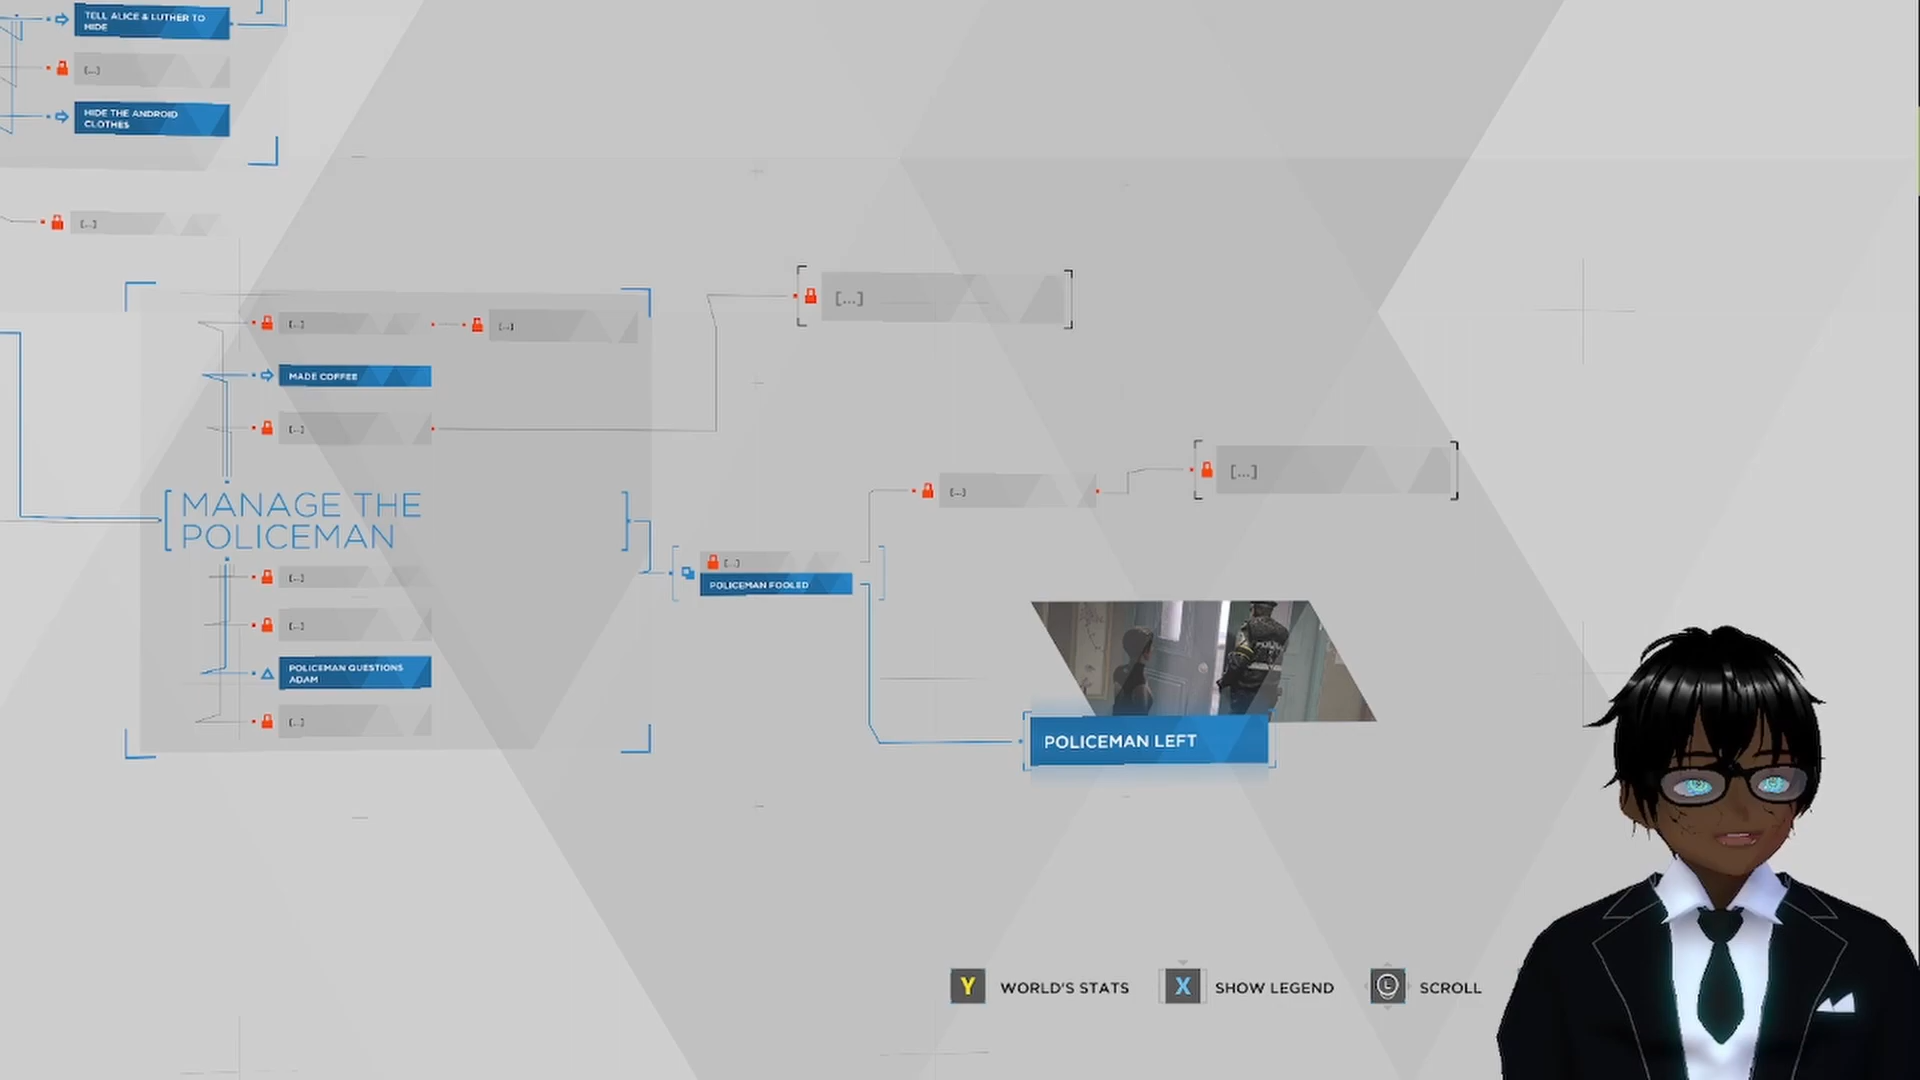 TELL ALICE & LUTHER TO
HIDE
[...]
HIDE THE ANDROID
CLOTHES
[...]
[...]
[...]
[...]
MADE COFFEE
[...]
[...]
[...]
MANAGE THE
POLICEMAN
[...]
POLICEMAN FOOLED
[...]
[...]
POLICEMAN QUESTIONS
ADAM
[...]
POLICE
POLICEMAN LEFT
Y WORLD'S STATS
X SHOW LEGEND
L SCROLL